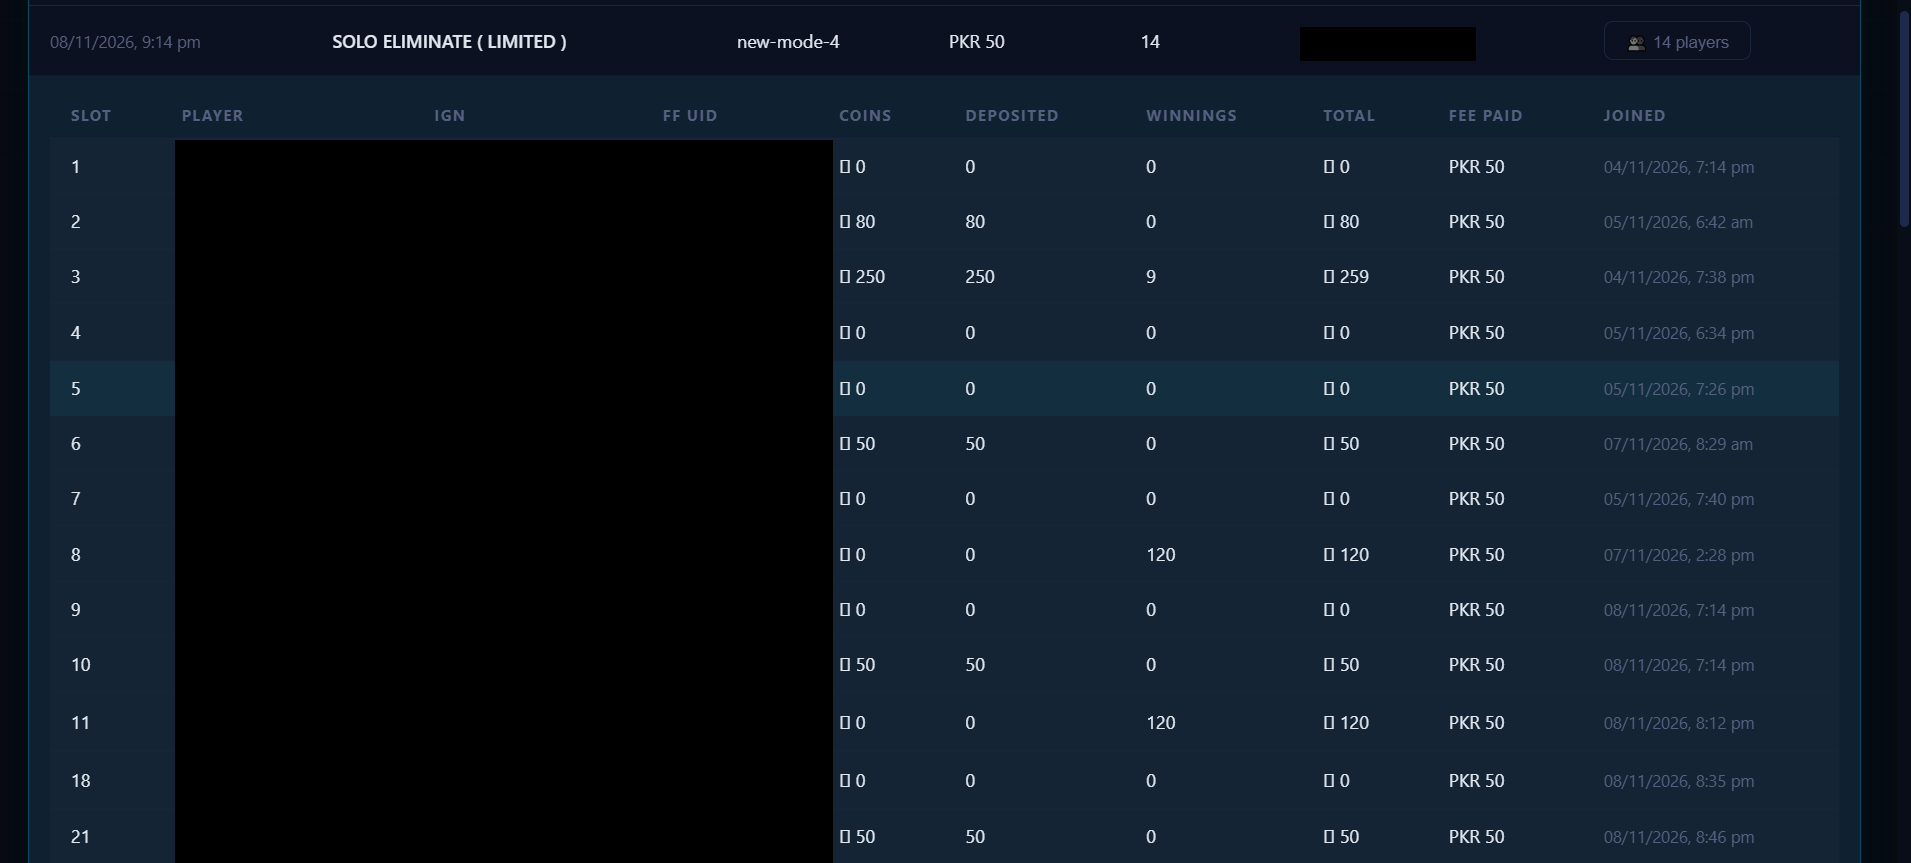 08/11/2026, 9:14 pm SOLO ELIMINATE ( LIMITED ) new-mode-4 PKR 50 14 14 players
SLOT PLAYER IGN FF UID COINS DEPOSITED WINNINGS TOTAL FEE PAID JOINED
1 0 0 0 0 PKR 50 04/11/2026, 7:14 pm
2 80 80 0 80 PKR 50 05/11/2026, 6:42 am
3 250 250 9 259 PKR 50 04/11/2026, 7:38 pm
4 0 0 0 0 PKR 50 05/11/2026, 6:34 pm
5 0 0 0 0 PKR 50 05/11/2026, 7:26 pm
6 50 50 0 50 PKR 50 07/11/2026, 8:29 am
7 0 0 0 0 PKR 50 05/11/2026, 7:40 pm
8 0 0 120 120 PKR 50 07/11/2026, 2:28 pm
9 0 0 0 0 PKR 50 08/11/2026, 7:14 pm
10 50 50 0 50 PKR 50 08/11/2026, 7:14 pm
11 0 0 120 120 PKR 50 08/11/2026, 8:12 pm
18 0 0 0 0 PKR 50 08/11/2026, 8:35 pm
21 50 50 0 50 PKR 50 08/11/2026, 8:46 pm